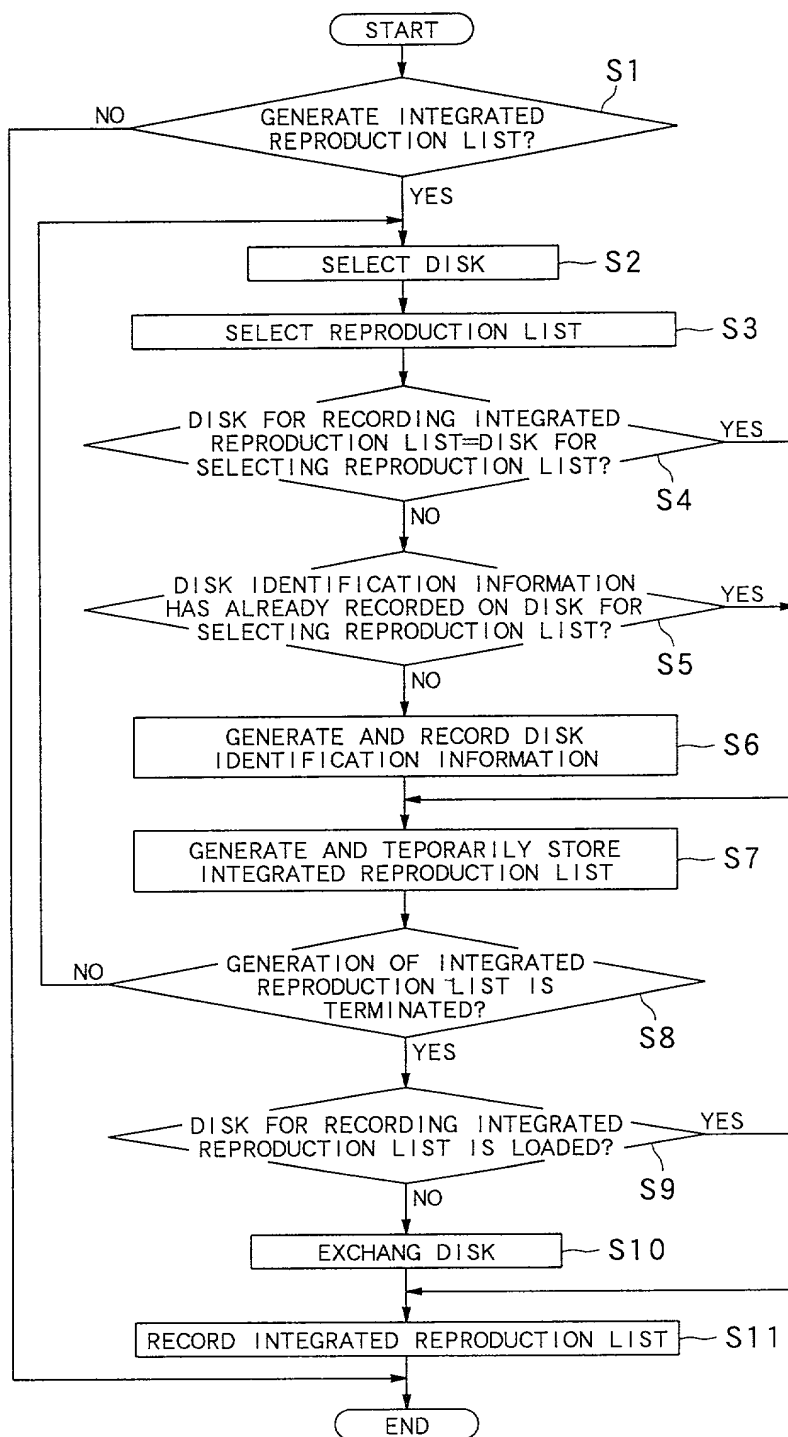 START
S1
NO
GENERATE INTEGRATED
REPRODUCTION LIST?
YES
SELECT DISK
S2
SELECT REPRODUCTION LIST
S3
DISK FOR RECORDING INTEGRATED
REPRODUCTION LIST=DISK FOR
SELECTING REPRODUCTION LIST?
YES
S4
NO
DISK IDENTIFICATION INFORMATION
HAS ALREADY RECORDED ON DISK FOR
SELECTING REPRODUCTION LIST?
YES
S5
NO
GENERATE AND RECORD DISK
IDENTIFICATION INFORMATION
S6
GENERATE AND TEPORARILY STORE
INTEGRATED REPRODUCTION LIST
S7
NO
GENERATION OF INTEGRATED
REPRODUCTION LIST IS
TERMINATED?
S8
YES
DISK FOR RECORDING INTEGRATED
REPRODUCTION LIST IS LOADED?
YES
S9
NO
EXCHANG DISK
S10
RECORD INTEGRATED REPRODUCTION LIST
S11
END